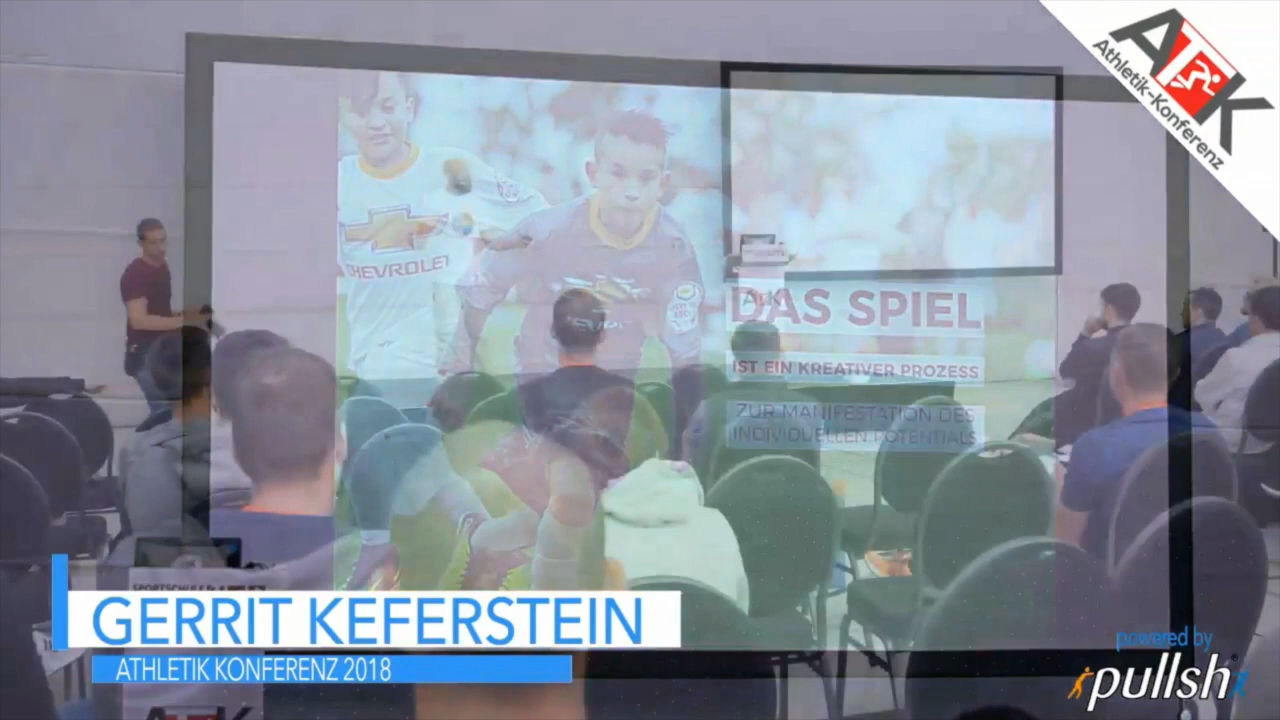 ATK
Athletik-Konferenz
CHEVROLET
DAS SPIEL
IST EIN KREATIVER PROZESS
ZUR MANIFESTATION DES
INDIVIDUELLEN POTENTIALS
GERRIT KEFERSTEIN
ATHLETIK KONFERENZ 2018
powered by
pullsh